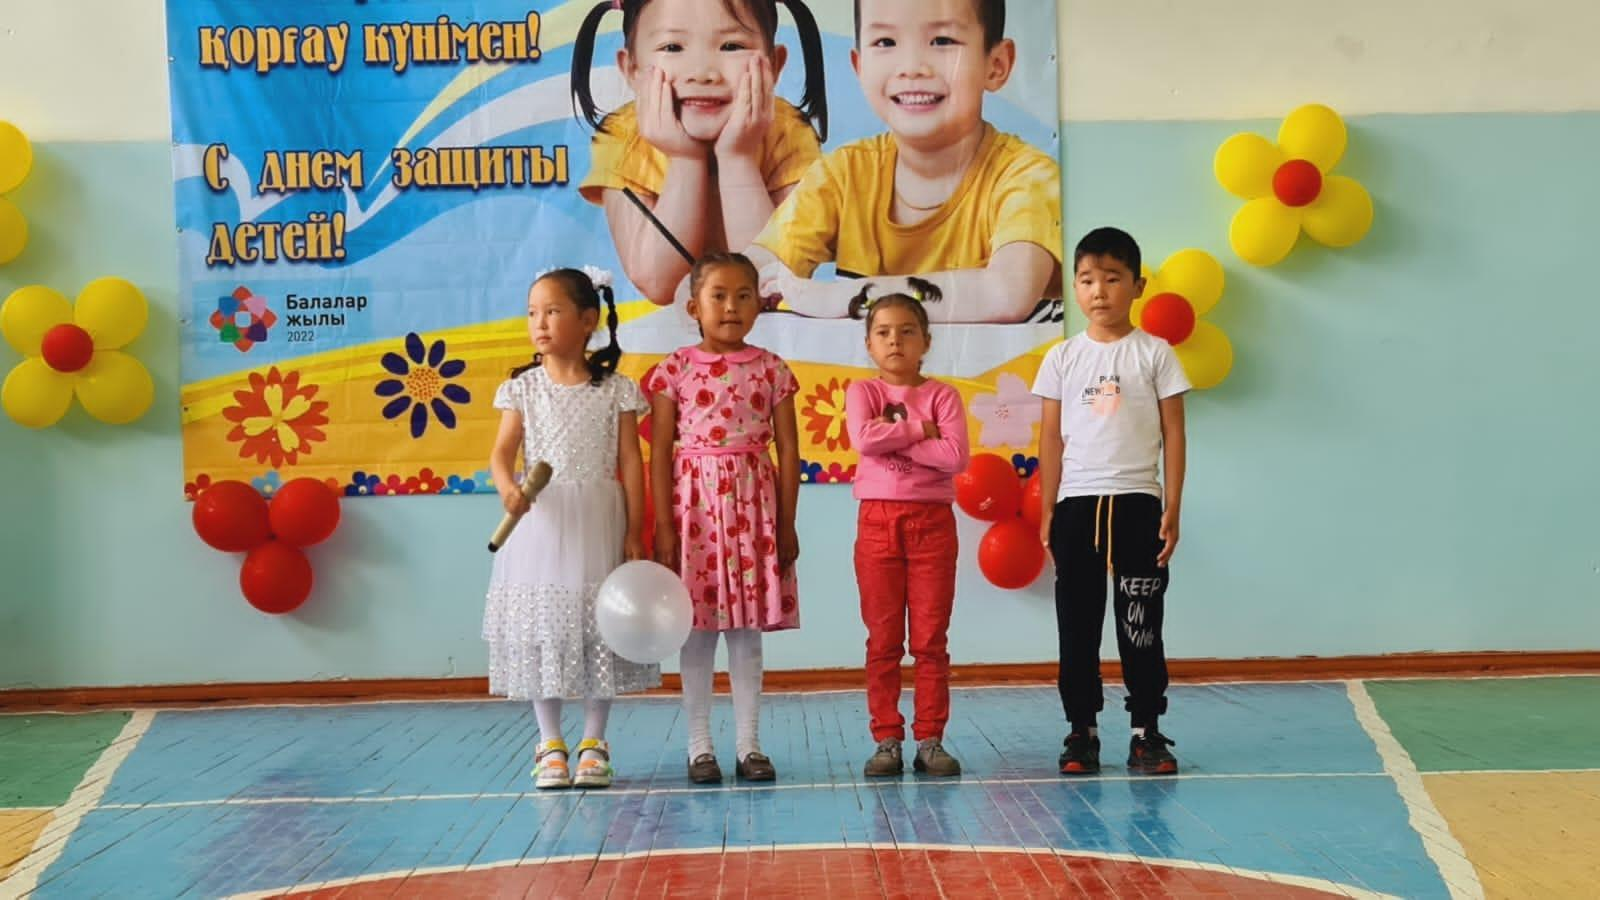 қорғау күнімен!
С днем защиты
детей!
Балалар
жылы
2022
PLAN
NEW
love
KEEP
ON